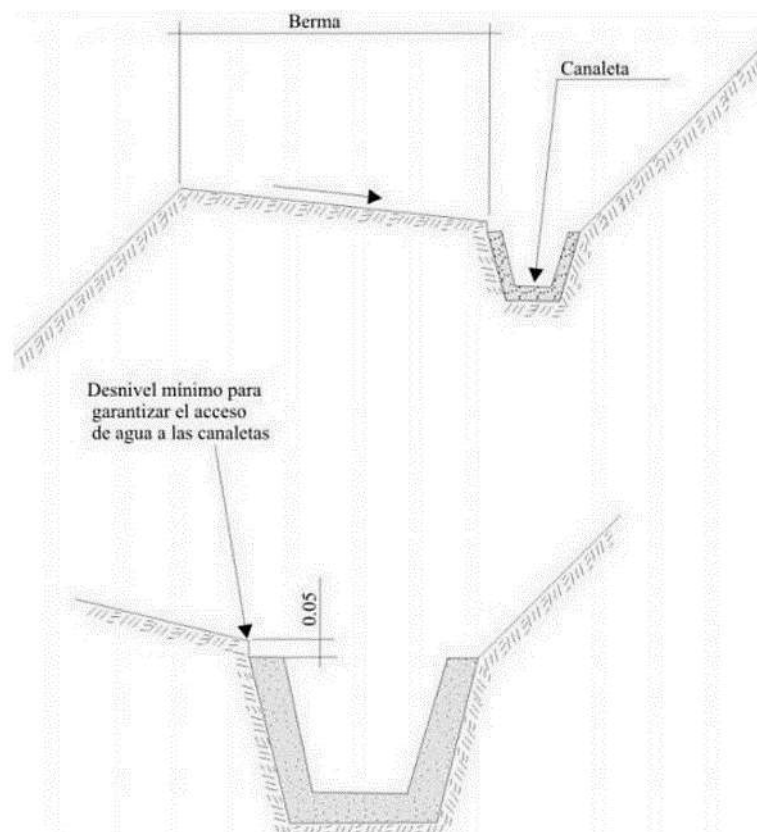 Berma
Canaleta
Desnivel mínimo para
garantizar el acceso
de agua a las canaletas
0.05